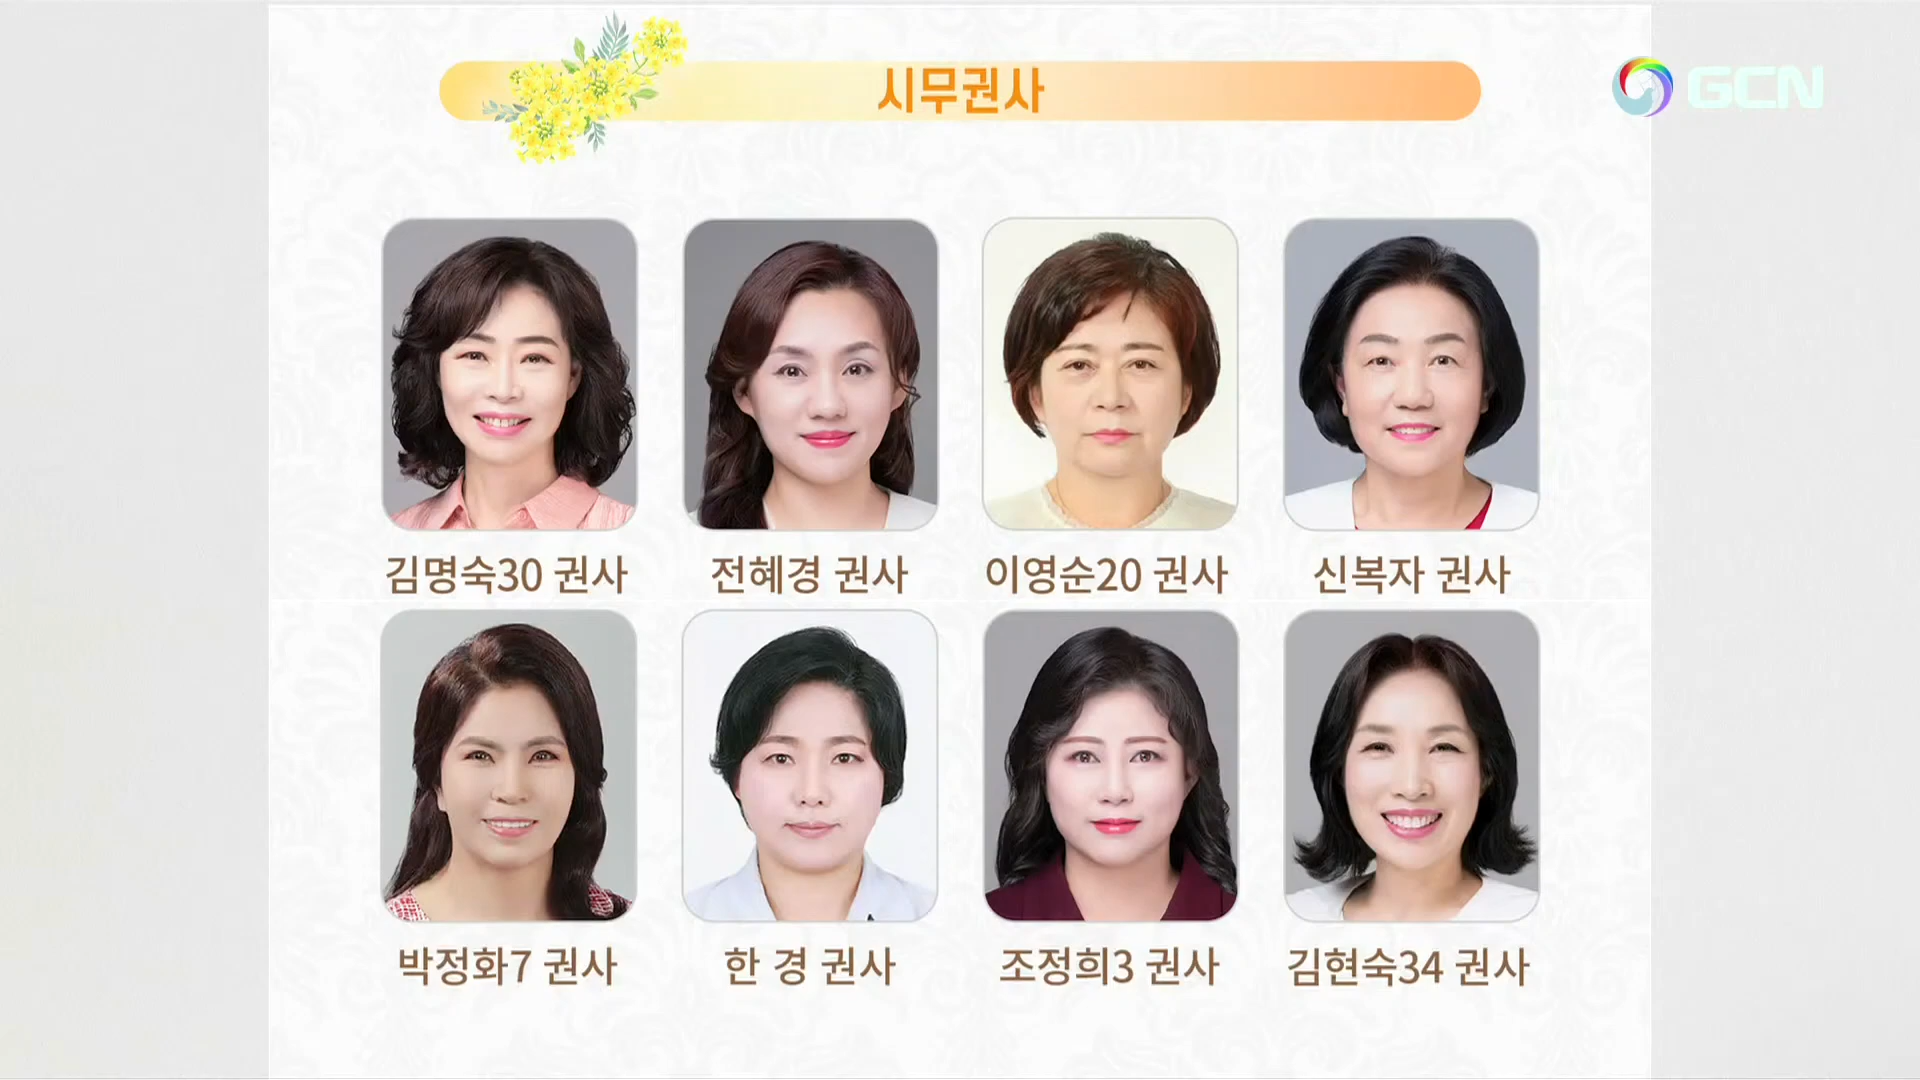 시무권사
GCN
김명숙30 권사
전혜경 권사
이영순20 권사
신복자 권사
박정화7 권사
한 경 권사
조정희3 권사
김현숙34 권사